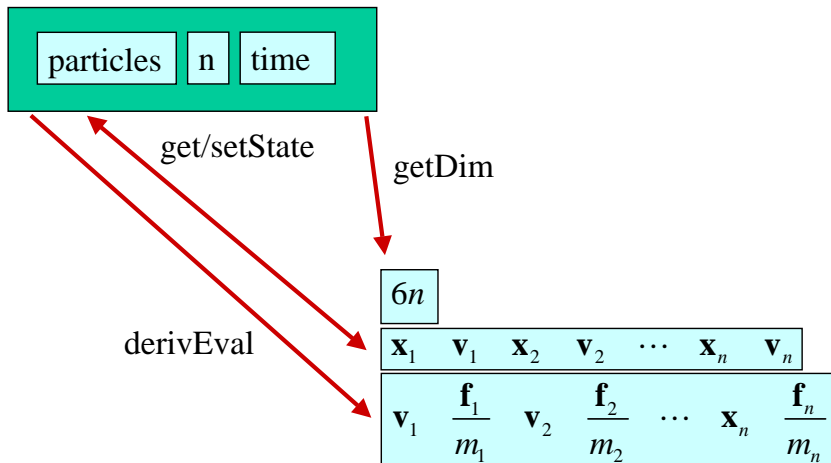 particles n time
get/setState
getDim
6n
derivEval
𝐱₁ 𝐯₁ 𝐱₂ 𝐯₂ ⋯ 𝐱ₙ 𝐯ₙ
𝐯₁ 𝐟₁/m₁ 𝐯₂ 𝐟₂/m₂ ⋯ 𝐱ₙ 𝐟ₙ/mₙ